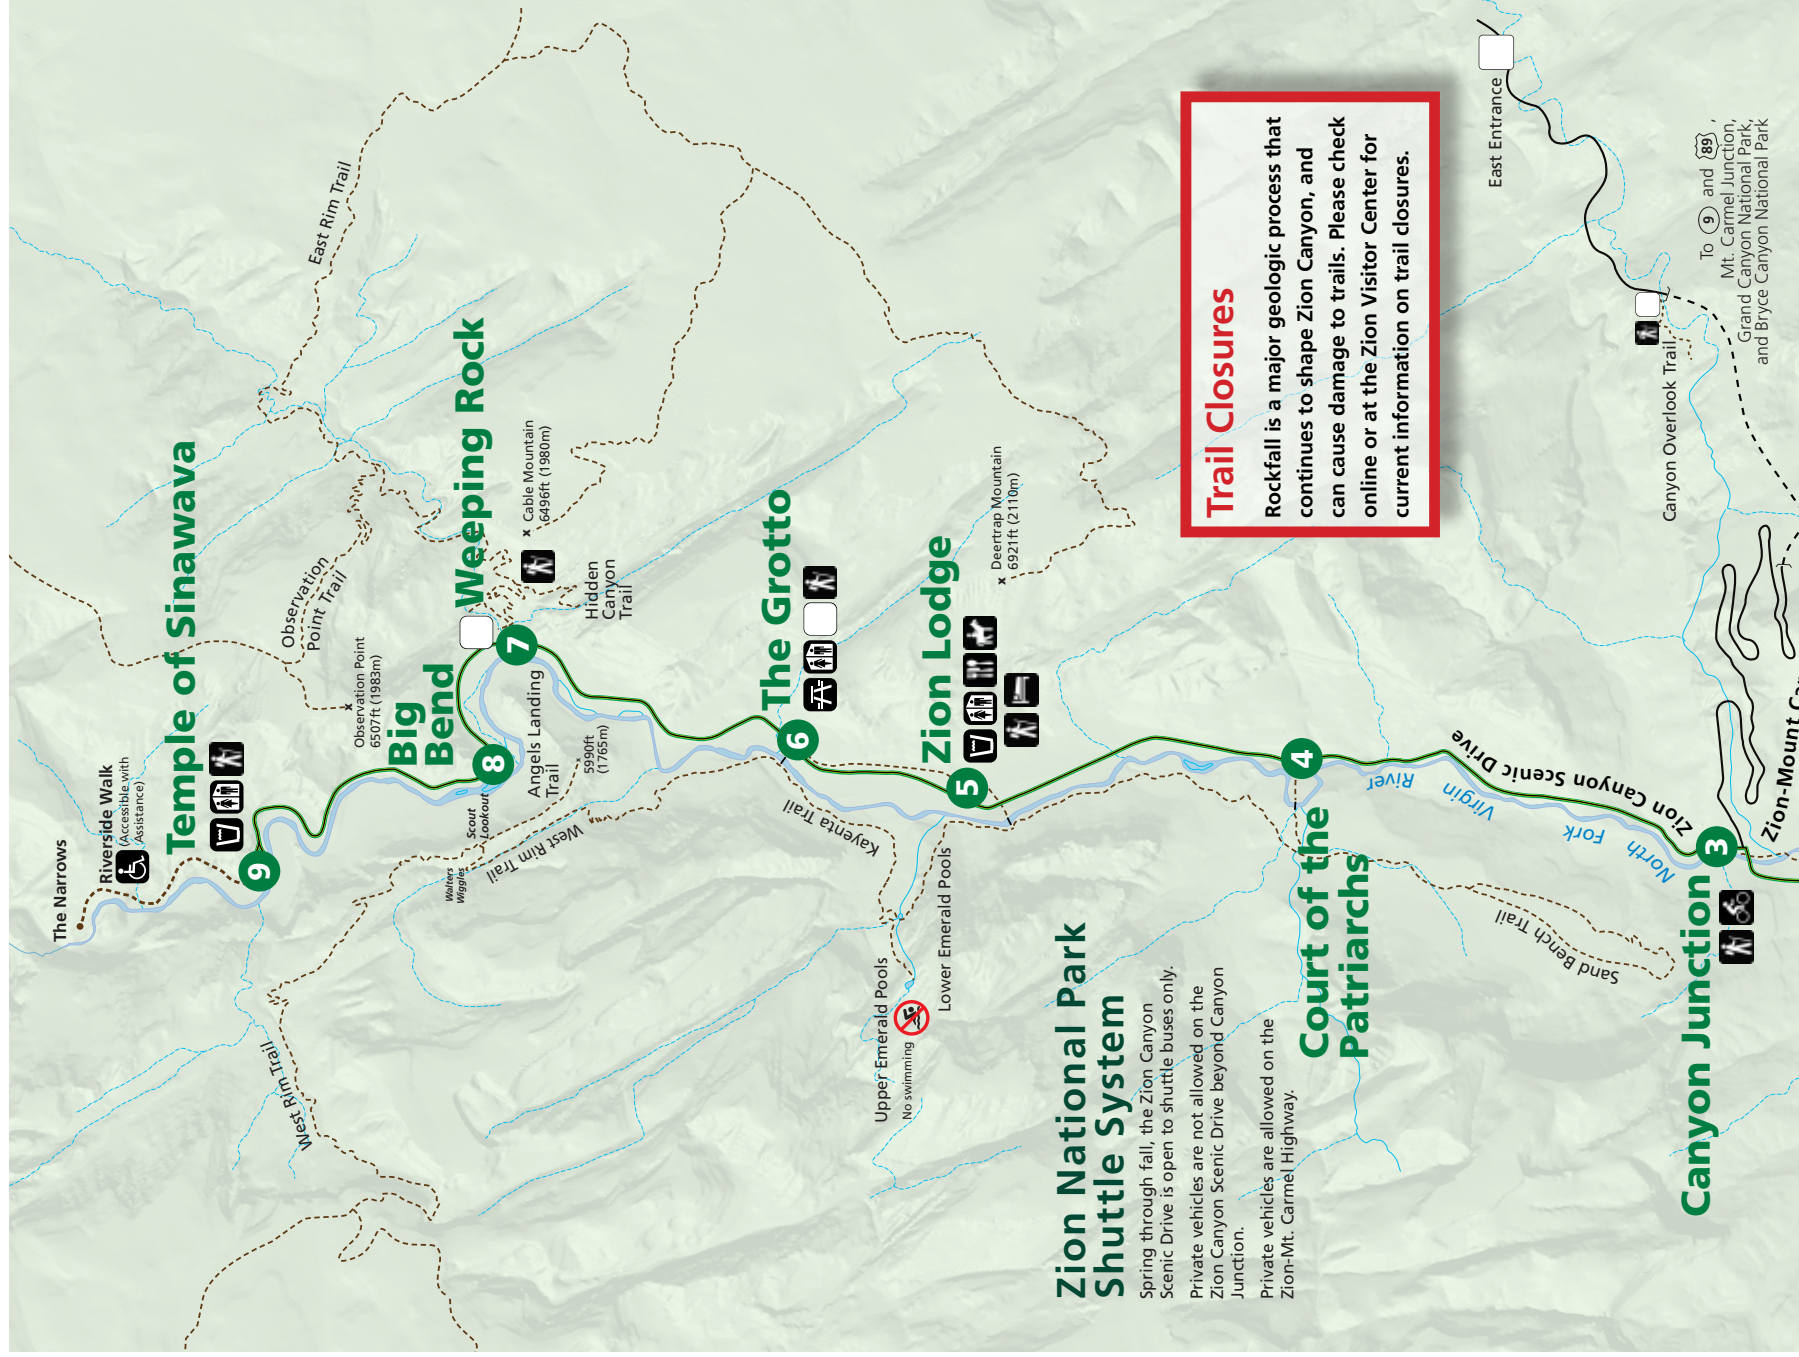 The Narrows
Riverside Walk
(Accessible with
Assistance)
Temple of Sinawava
9
East Rim Trail
Observation
Point Trail
Observation Point
6507ft (1983m)
Big
Bend
8
Weeping Rock
7
Cable Mountain
6496ft (1980m)
Hidden
Canyon
Trail
Angels Landing
Trail
5990ft
(1765m)
Scout
Lookout
Walters
Wiggles
West Rim Trail
West Rim Trail
The Grotto
6
Kayenta Trail
Zion Lodge
5
Deertrap Mountain
6921ft (2110m)
Upper Emerald Pools
No swimming
Lower Emerald Pools
Court of the
Patriarchs
4
Sand Bench Trail
North
Fork
Virgin
River
Zion Canyon Scenic Drive
Canyon Junction
3
Zion-Mount Ca
Canyon Overlook Trail
East Entrance
To 9 and 89,
Mt. Carmel Junction,
Grand Canyon National Park,
and Bryce Canyon National Park
Trail Closures
Rockfall is a major geologic process that
continues to shape Zion Canyon, and
can cause damage to trails. Please check
online or at the Zion Visitor Center for
current information on trail closures.
Zion National Park
Shuttle System
Spring through fall, the Zion Canyon
Scenic Drive is open to shuttle buses only.
Private vehicles are not allowed on the
Zion Canyon Scenic Drive beyond Canyon
Junction.
Private vehicles are allowed on the
Zion-Mt. Carmel Highway.